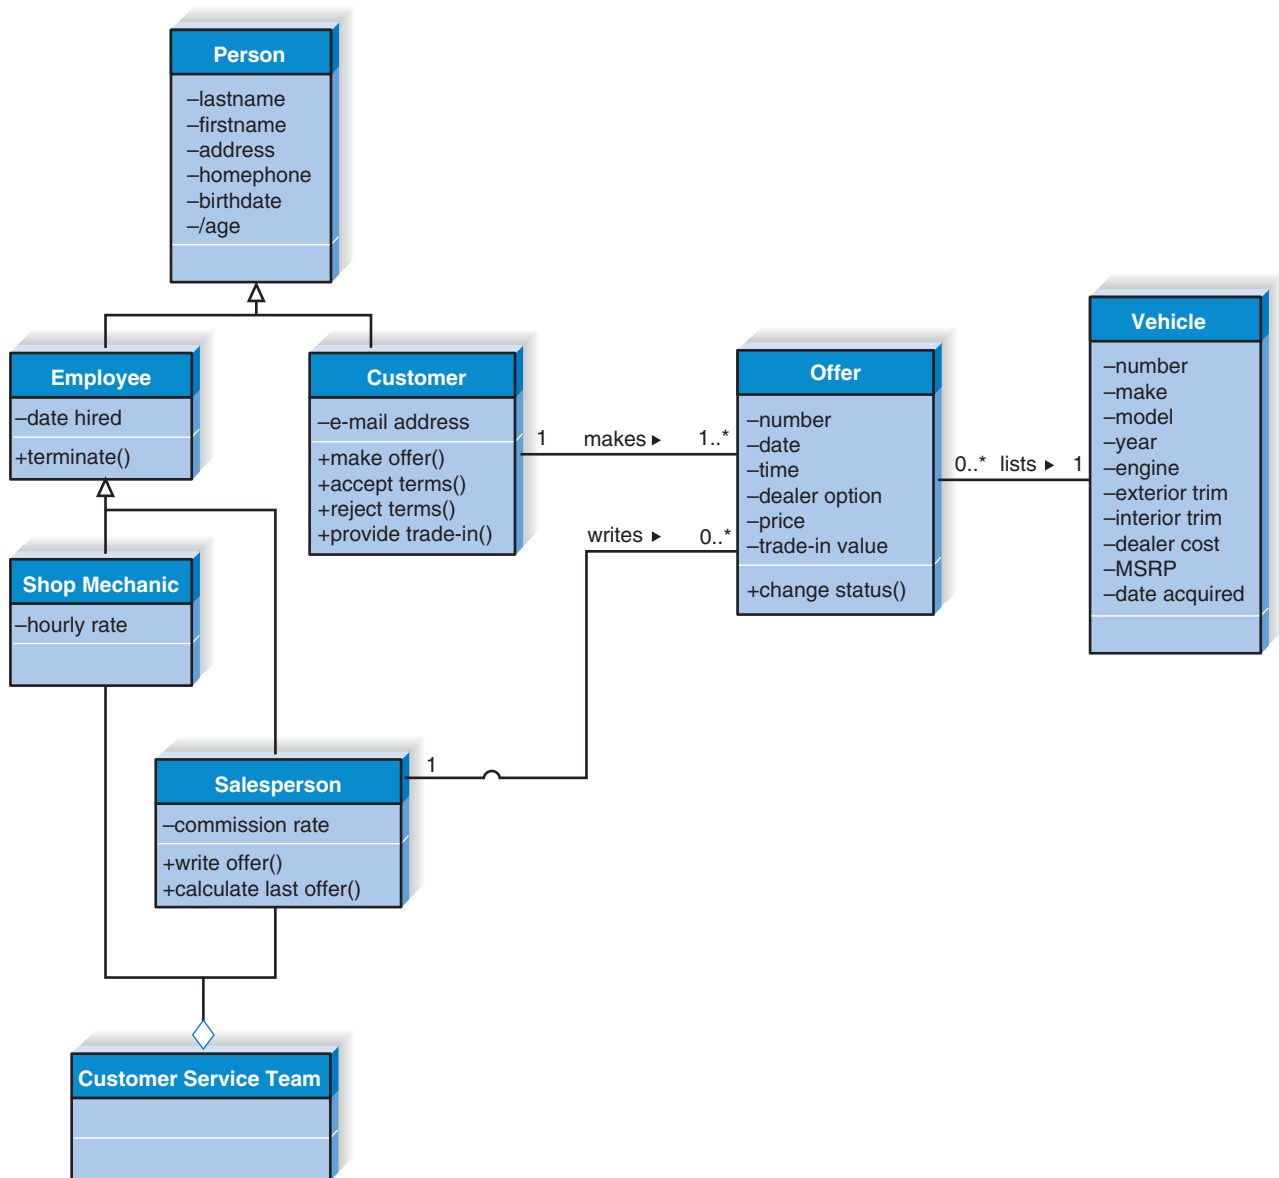 Person
–lastname
–firstname
–address
–homephone
–birthdate
–/age
Employee
–date hired
+terminate()
Customer
–e-mail address
+make offer()
+accept terms()
+reject terms()
+provide trade-in()
1 makes ▸ 1..*
Offer
–number
–date
–time
–dealer option
–price
–trade-in value
+change status()
0..* lists ▸ 1
Vehicle
–number
–make
–model
–year
–engine
–exterior trim
–interior trim
–dealer cost
–MSRP
–date acquired
writes ▸ 0..*
1
Shop Mechanic
–hourly rate
Salesperson
–commission rate
+write offer()
+calculate last offer()
Customer Service Team